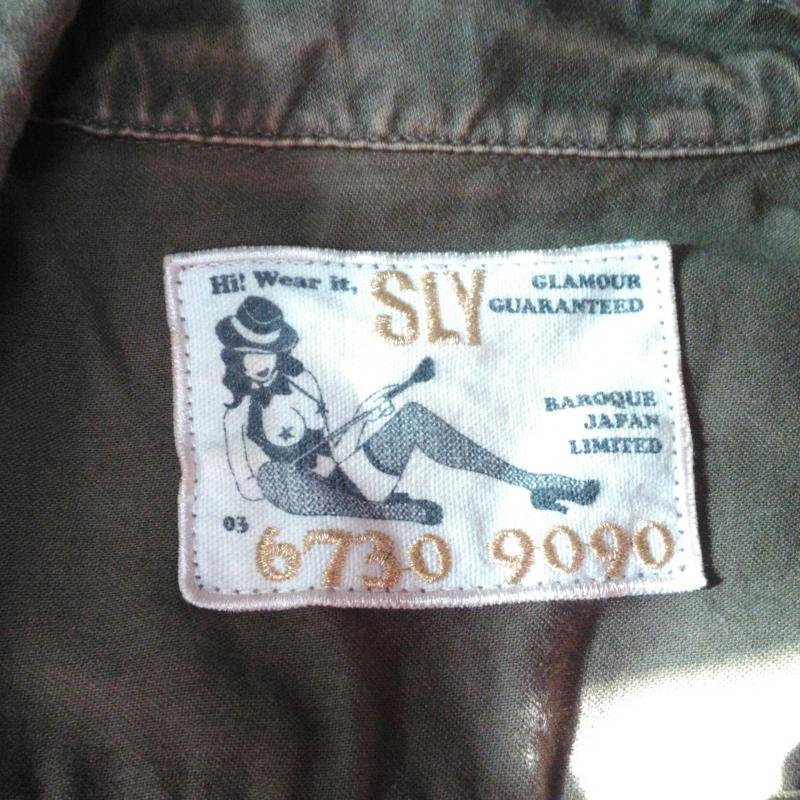 Hi! Wear it, SLY
GLAMOUR
GUARANTEED
BAROQUE
JAPAN
LIMITED
03
6730 9090